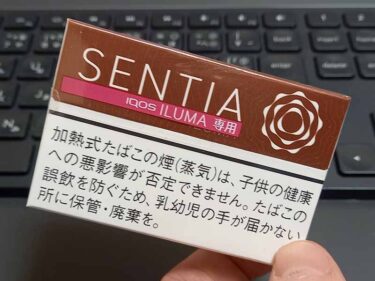 SENTIA
IQOS ILUMA 専用
加熱式たばこの煙(蒸気)は、子供の健康
への悪影響が否定できません。たばこの
誤飲を防ぐため、乳幼児の手が届かない
所に保管・廃棄を。